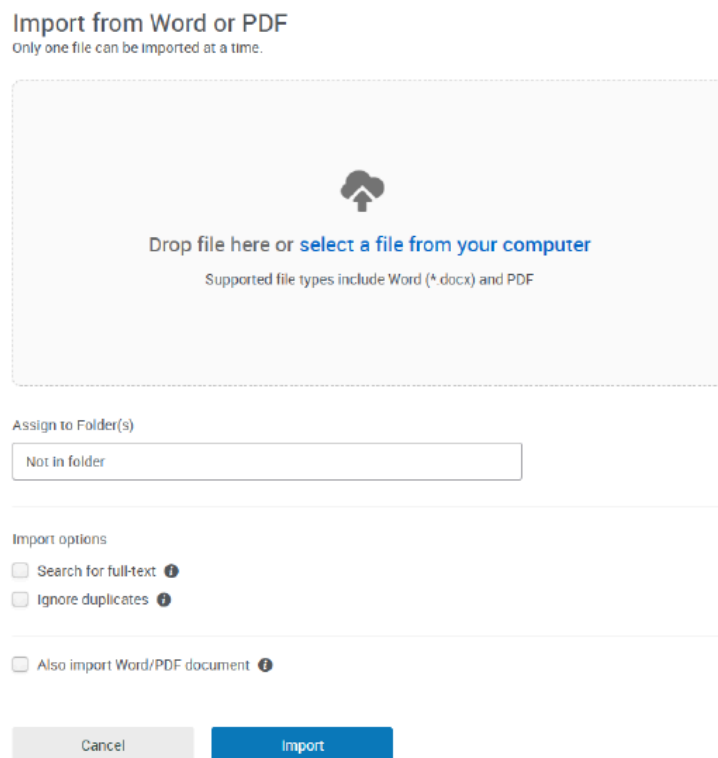 Import from Word or PDF
Only one file can be imported at a time.
Drop file here or select a file from your computer
Supported file types include Word (*.docx) and PDF
Assign to Folder(s)
Not in folder
Import options
Search for full-text
Ignore duplicates
Also import Word/PDF document
Cancel Import